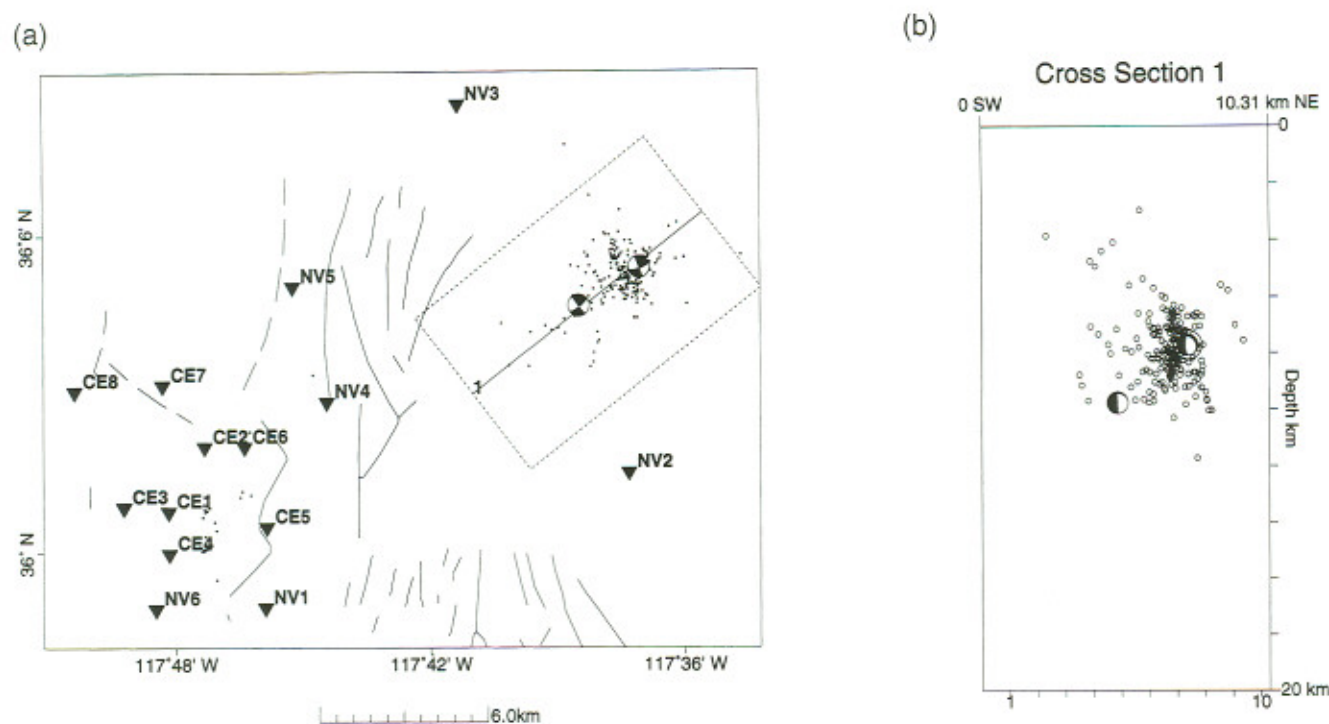 (a)
(b)
Cross Section 1
0 SW
10.31 km NE
0
NV3
36°6' N
NV5
1
CE8
CE7
NV4
CE2
CE6
NV2
CE3
CE1
CE5
36° N
CE4
NV6
NV1
117°48' W
117°42' W
117°36' W
6.0km
Depth km
20 km
1
10